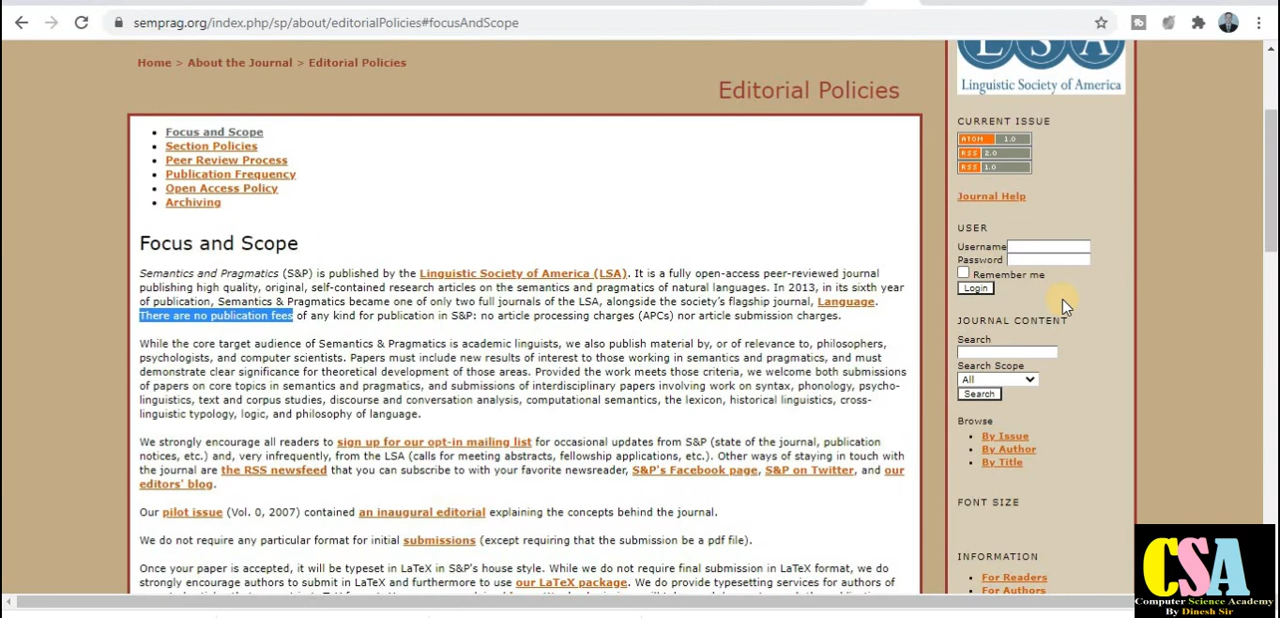 semprag.org/index.php/sp/about/editorialPolicies#focusAndScope
LSA
Linguistic Society of America
Home > About the Journal > Editorial Policies
Editorial Policies
Focus and Scope
Section Policies
Peer Review Process
Publication Frequency
Open Access Policy
Archiving
Focus and Scope
Semantics and Pragmatics (S&P) is published by the Linguistic Society of America (LSA). It is a fully open-access peer-reviewed journal
publishing high quality, original, self-contained research articles on the semantics and pragmatics of natural languages. In 2013, in its sixth year
of publication, Semantics & Pragmatics became one of only two full journals of the LSA, alongside the society's flagship journal, Language.
There are no publication fees of any kind for publication in S&P: no article processing charges (APCs) nor article submission charges.
While the core target audience of Semantics & Pragmatics is academic linguists, we also publish material by, or of relevance to, philosophers,
psychologists, and computer scientists. Papers must include new results of interest to those working in semantics and pragmatics, and must
demonstrate clear significance for theoretical development of those areas. Provided the work meets those criteria, we welcome both submissions
of papers on core topics in semantics and pragmatics, and submissions of interdisciplinary papers involving work on syntax, phonology, psycho-
linguistics, text and corpus studies, discourse and conversation analysis, computational semantics, the lexicon, historical linguistics, cross-
linguistic typology, logic, and philosophy of language.
We strongly encourage all readers to sign up for our opt-in mailing list for occasional updates from S&P (state of the journal, publication
notices, etc.) and, very infrequently, from the LSA (calls for meeting abstracts, fellowship applications, etc.). Other ways of staying in touch with
the journal are the RSS newsfeed that you can subscribe to with your favorite newsreader, S&P's Facebook page, S&P on Twitter, and our
editors' blog.
Our pilot issue (Vol. 0, 2007) contained an inaugural editorial explaining the concepts behind the journal.
We do not require any particular format for initial submissions (except requiring that the submission be a pdf file).
Once your paper is accepted, it will be typeset in LaTeX in S&P's house style. While we do not require final submission in LaTeX format, we do
strongly encourage authors to submit in LaTeX and furthermore to use our LaTeX package. We do provide typesetting services for authors of
CURRENT ISSUE
ATOM 1.0
RSS 2.0
RSS 1.0
Journal Help
USER
Username
Password
Remember me
Login
JOURNAL CONTENT
Search
Search Scope
All
Search
Browse
By Issue
By Author
By Title
FONT SIZE
INFORMATION
For Readers
For Authors
CSA
Computer Science Academy
By Dinesh Sir